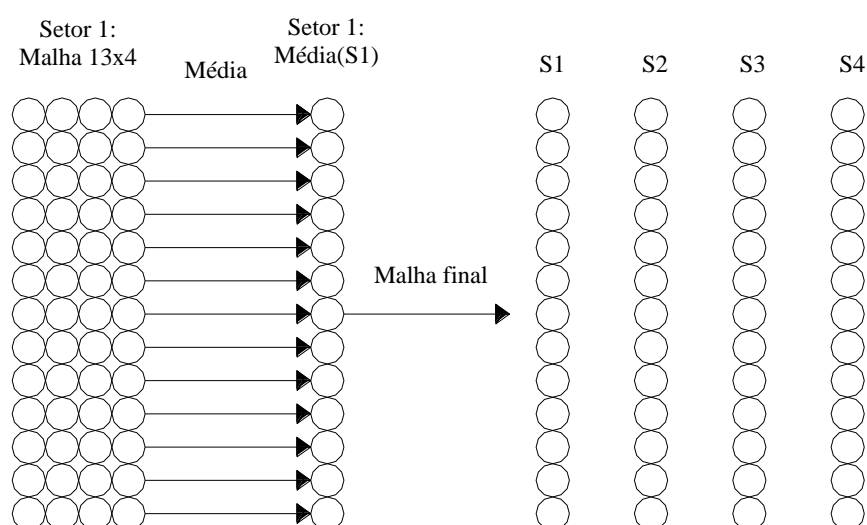 Setor 1:
Malha 13x4
Média
Setor 1:
Média(S1)
Malha final
S1
S2
S3
S4